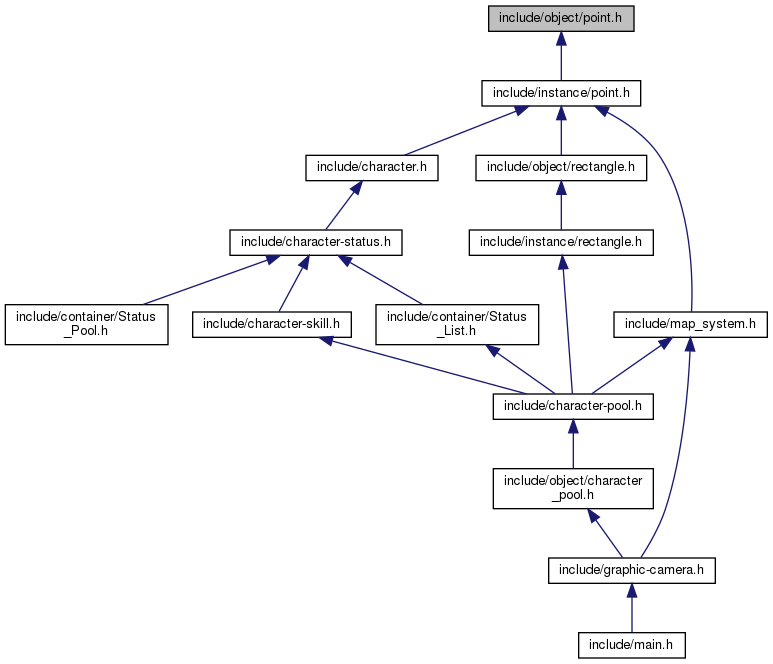 include/object/point.h
include/instance/point.h
include/character.h
include/object/rectangle.h
include/character-status.h
include/instance/rectangle.h
include/container/Status
_Pool.h
include/character-skill.h
include/container/Status
_List.h
include/map_system.h
include/character-pool.h
include/object/character
_pool.h
include/graphic-camera.h
include/main.h